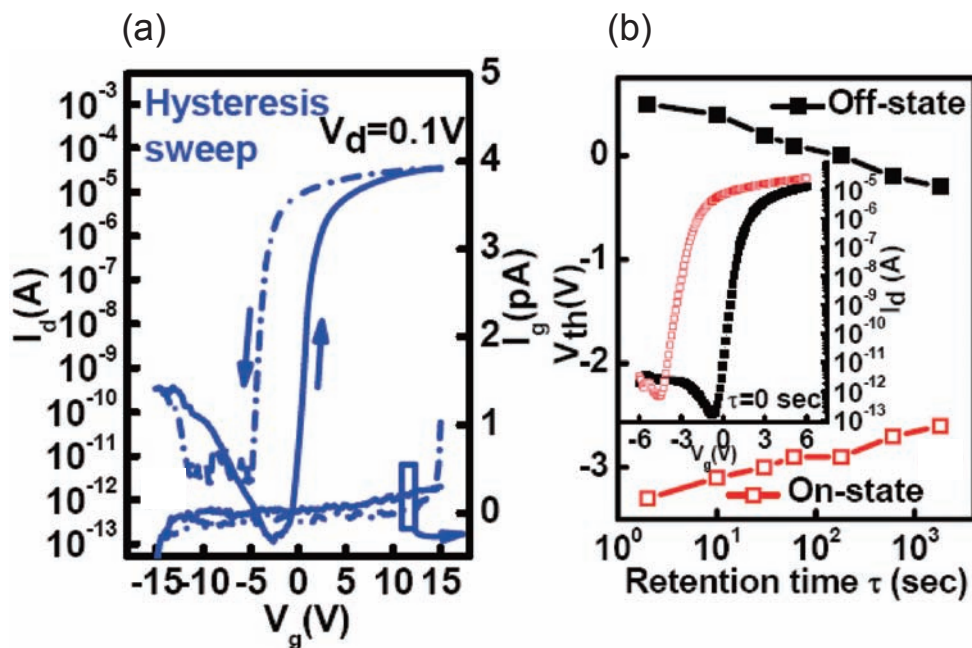 (a)
(b)
Hysteresis
sweep
V_d=0.1V
10^-3
10^-4
10^-5
10^-6
10^-7
10^-8
10^-9
10^-10
10^-11
10^-12
10^-13
I_d(A)
5
4
3
2
1
0
I_g(pA)
-15 -10 -5 0 5 10 15
V_g(V)
Off-state
On-state
0
-1
-2
-3
V_th(V)
10^-5
10^-6
10^-7
10^-8
10^-9
10^-10
10^-11
10^-12
10^-13
I_d (A)
τ=0 sec
-6 -3 0 3 6
V_g(V)
10^0 10^1 10^2 10^3
Retention time τ (sec)